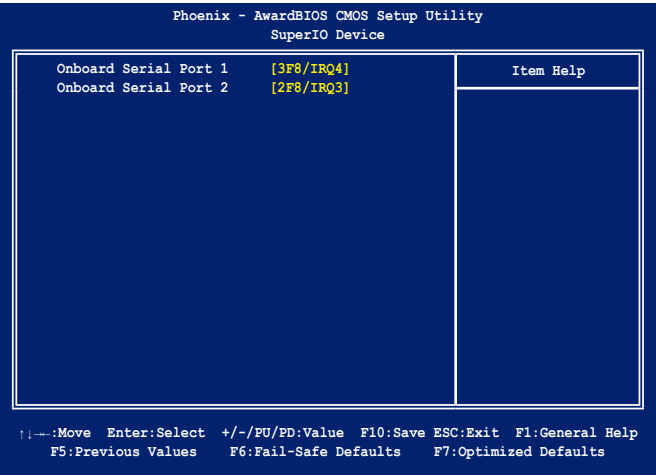 Phoenix - AwardBIOS CMOS Setup Utility
SuperIO Device
Onboard Serial Port 1 [3F8/IRQ4]
Onboard Serial Port 2 [2F8/IRQ3]
Item Help
↑↓→←:Move Enter:Select +/-/PU/PD:Value F10:Save ESC:Exit F1:General Help
F5:Previous Values F6:Fail-Safe Defaults F7:Optimized Defaults